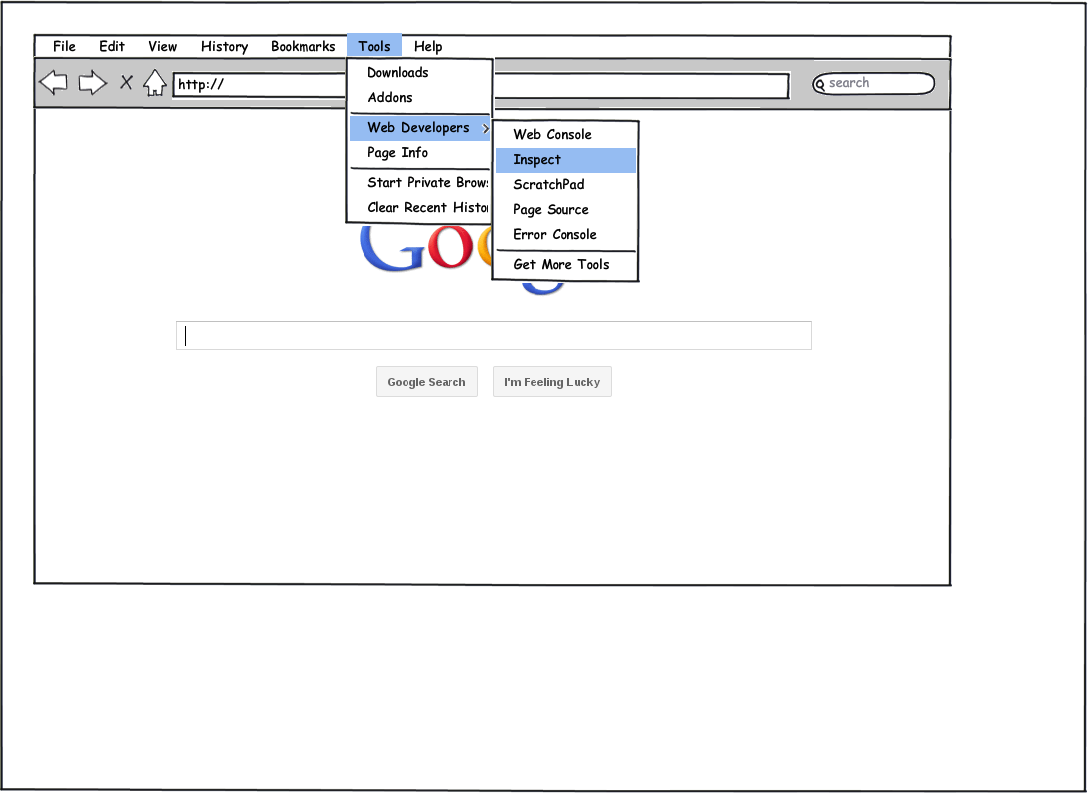 File Edit View History Bookmarks Tools Help
http://
search
Downloads
Addons
Web Developers >
Page Info
Start Private Brows
Clear Recent Histo
Web Console
Inspect
ScratchPad
Page Source
Error Console
Get More Tools
Goo
Google Search I'm Feeling Lucky